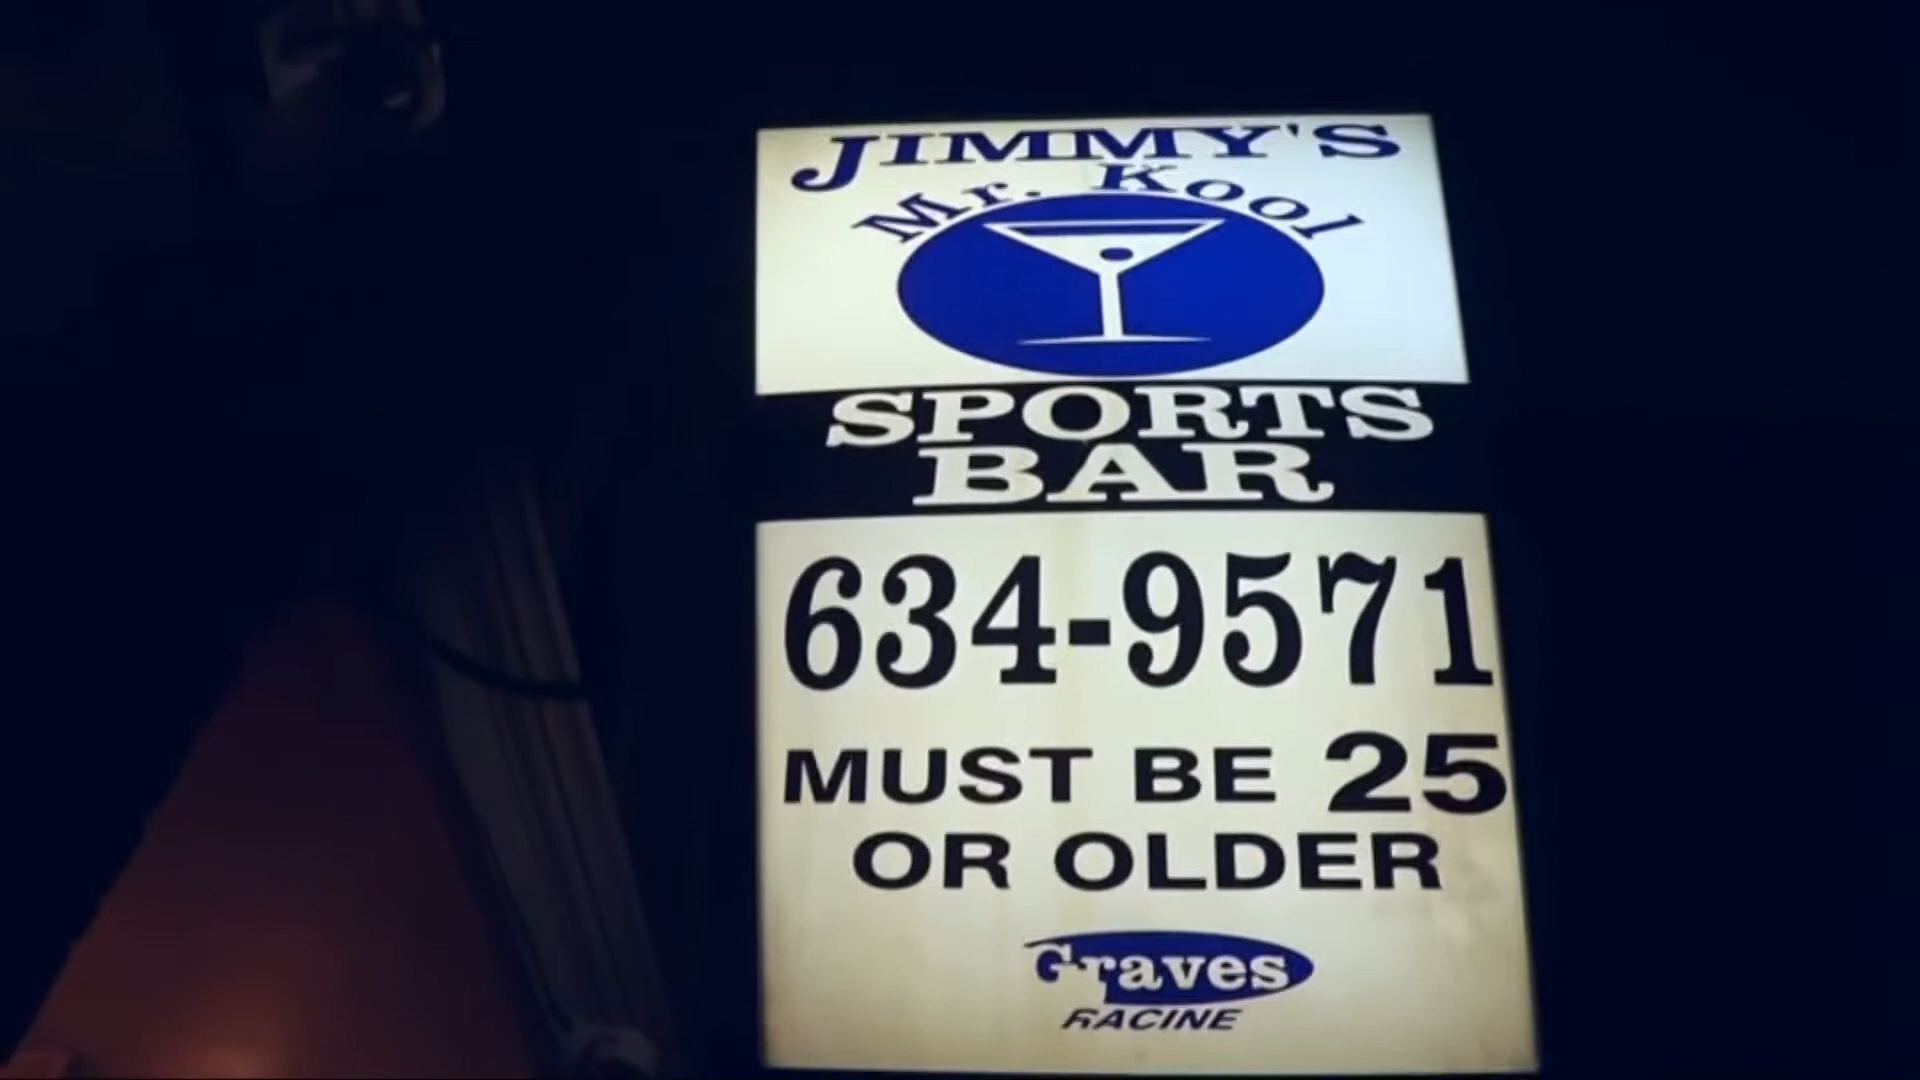 JIMMY'S
Mr. Kool
SPORTS
BAR
634-9571
MUST BE 25
OR OLDER
Graves
RACINE